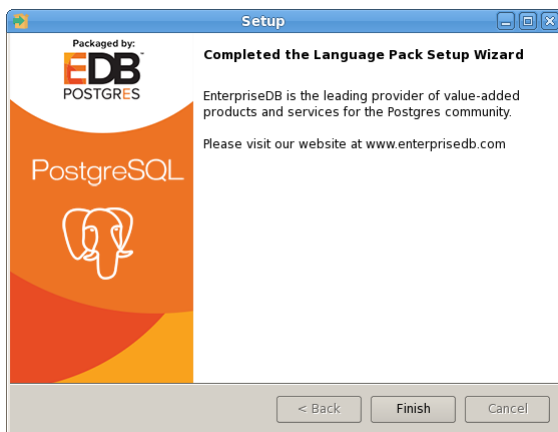 Setup
Packaged by:
EDB
POSTGRES
PostgreSQL
Completed the Language Pack Setup Wizard
EnterpriseDB is the leading provider of value-added
products and services for the Postgres community.
Please visit our website at www.enterprisedb.com
< Back
Finish
Cancel